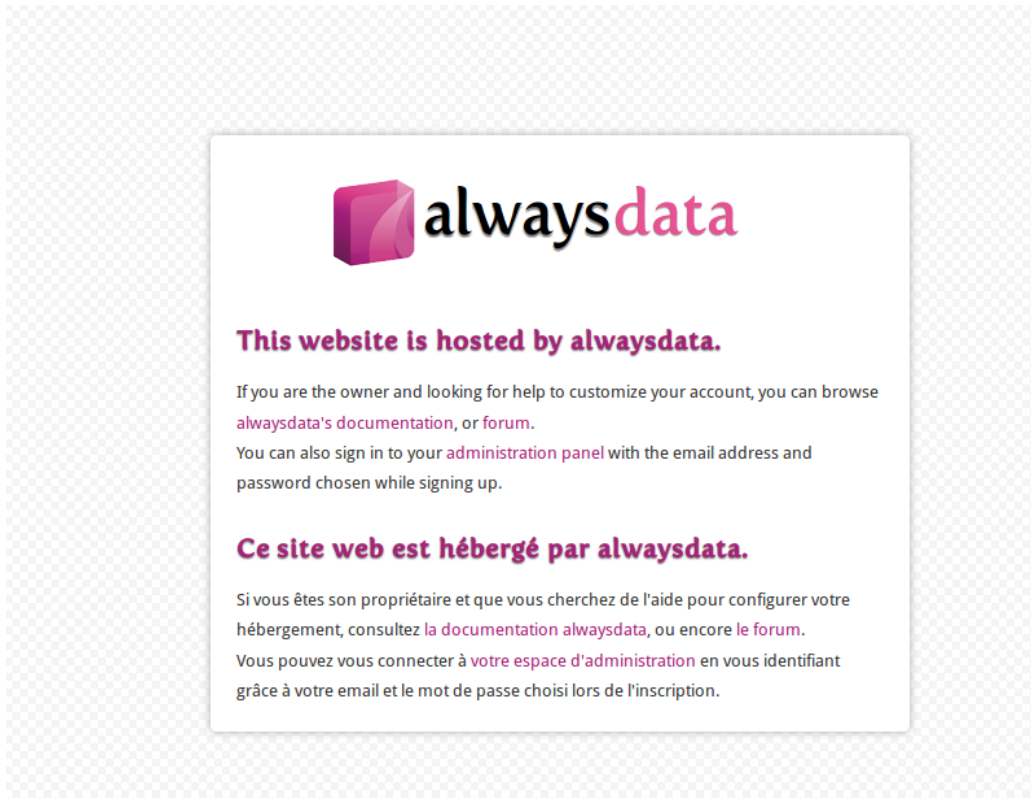 alwaysdata
This website is hosted by alwaysdata.
If you are the owner and looking for help to customize your account, you can browse
alwaysdata's documentation, or forum.
You can also sign in to your administration panel with the email address and
password chosen while signing up.
Ce site web est hébergé par alwaysdata.
Si vous êtes son propriétaire et que vous cherchez de l'aide pour configurer votre
hébergement, consultez la documentation alwaysdata, ou encore le forum.
Vous pouvez vous connecter à votre espace d'administration en vous identifiant
grâce à votre email et le mot de passe choisi lors de l'inscription.